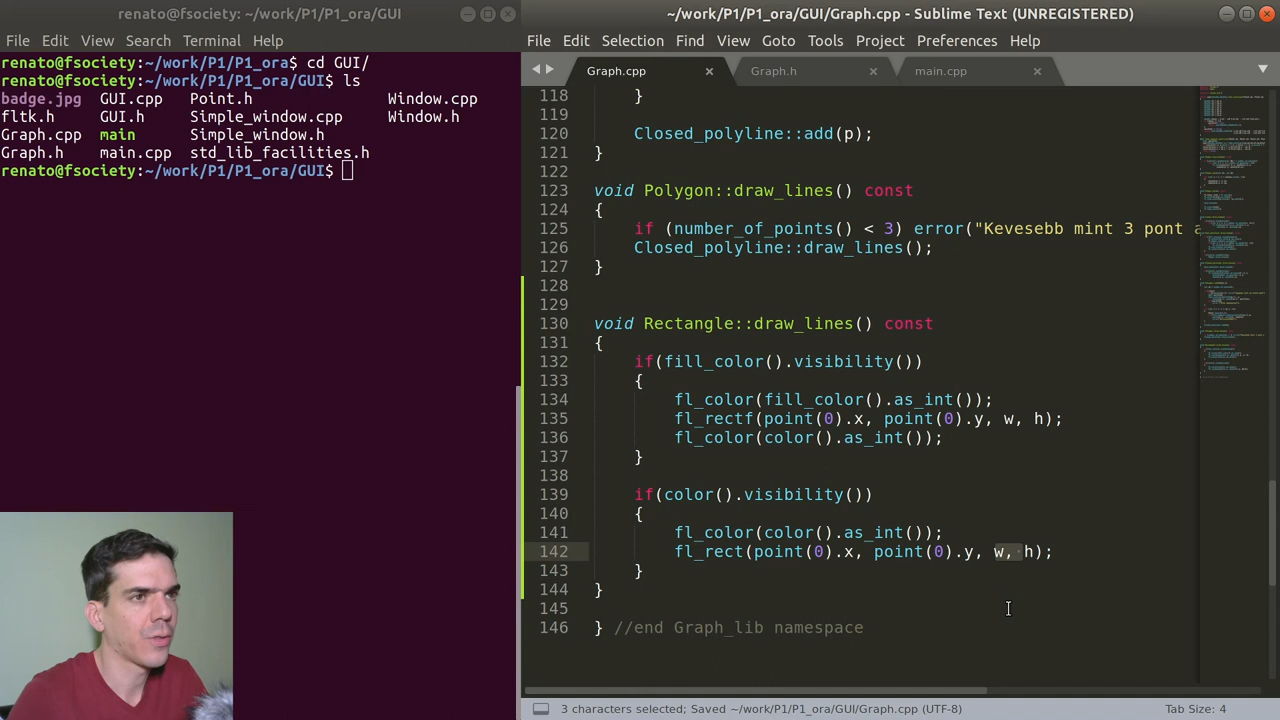 renato@fsociety: ~/work/P1/P1_ora/GUI
File Edit View Search Terminal Help
renato@fsociety:~/work/P1/P1_ora$ cd GUI/
renato@fsociety:~/work/P1/P1_ora/GUI$ ls
badge.jpg GUI.cpp Point.h Window.cpp
fltk.h GUI.h Simple_window.cpp Window.h
Graph.cpp main Simple_window.h
Graph.h main.cpp std_lib_facilities.h
renato@fsociety:~/work/P1/P1_ora/GUI$
~/work/P1/P1_ora/GUI/Graph.cpp - Sublime Text (UNREGISTERED)
File Edit Selection Find View Goto Tools Project Preferences Help
Graph.cpp Graph.h main.cpp
118 }
119
120 Closed_polyline::add(p);
121 }
122
123 void Polygon::draw_lines() const
124 {
125 if (number_of_points() < 3) error("Kevesebb mint 3 pont a
126 Closed_polyline::draw_lines();
127 }
128
129
130 void Rectangle::draw_lines() const
131 {
132 if(fill_color().visibility())
133 {
134 fl_color(fill_color().as_int());
135 fl_rectf(point(0).x, point(0).y, w, h);
136 fl_color(color().as_int());
137 }
138
139 if(color().visibility())
140 {
141 fl_color(color().as_int());
142 fl_rect(point(0).x, point(0).y, w, h);
143 }
144 }
145
146 } //end Graph_lib namespace
3 characters selected; Saved ~/work/P1/P1_ora/GUI/Graph.cpp (UTF-8) Tab Size: 4